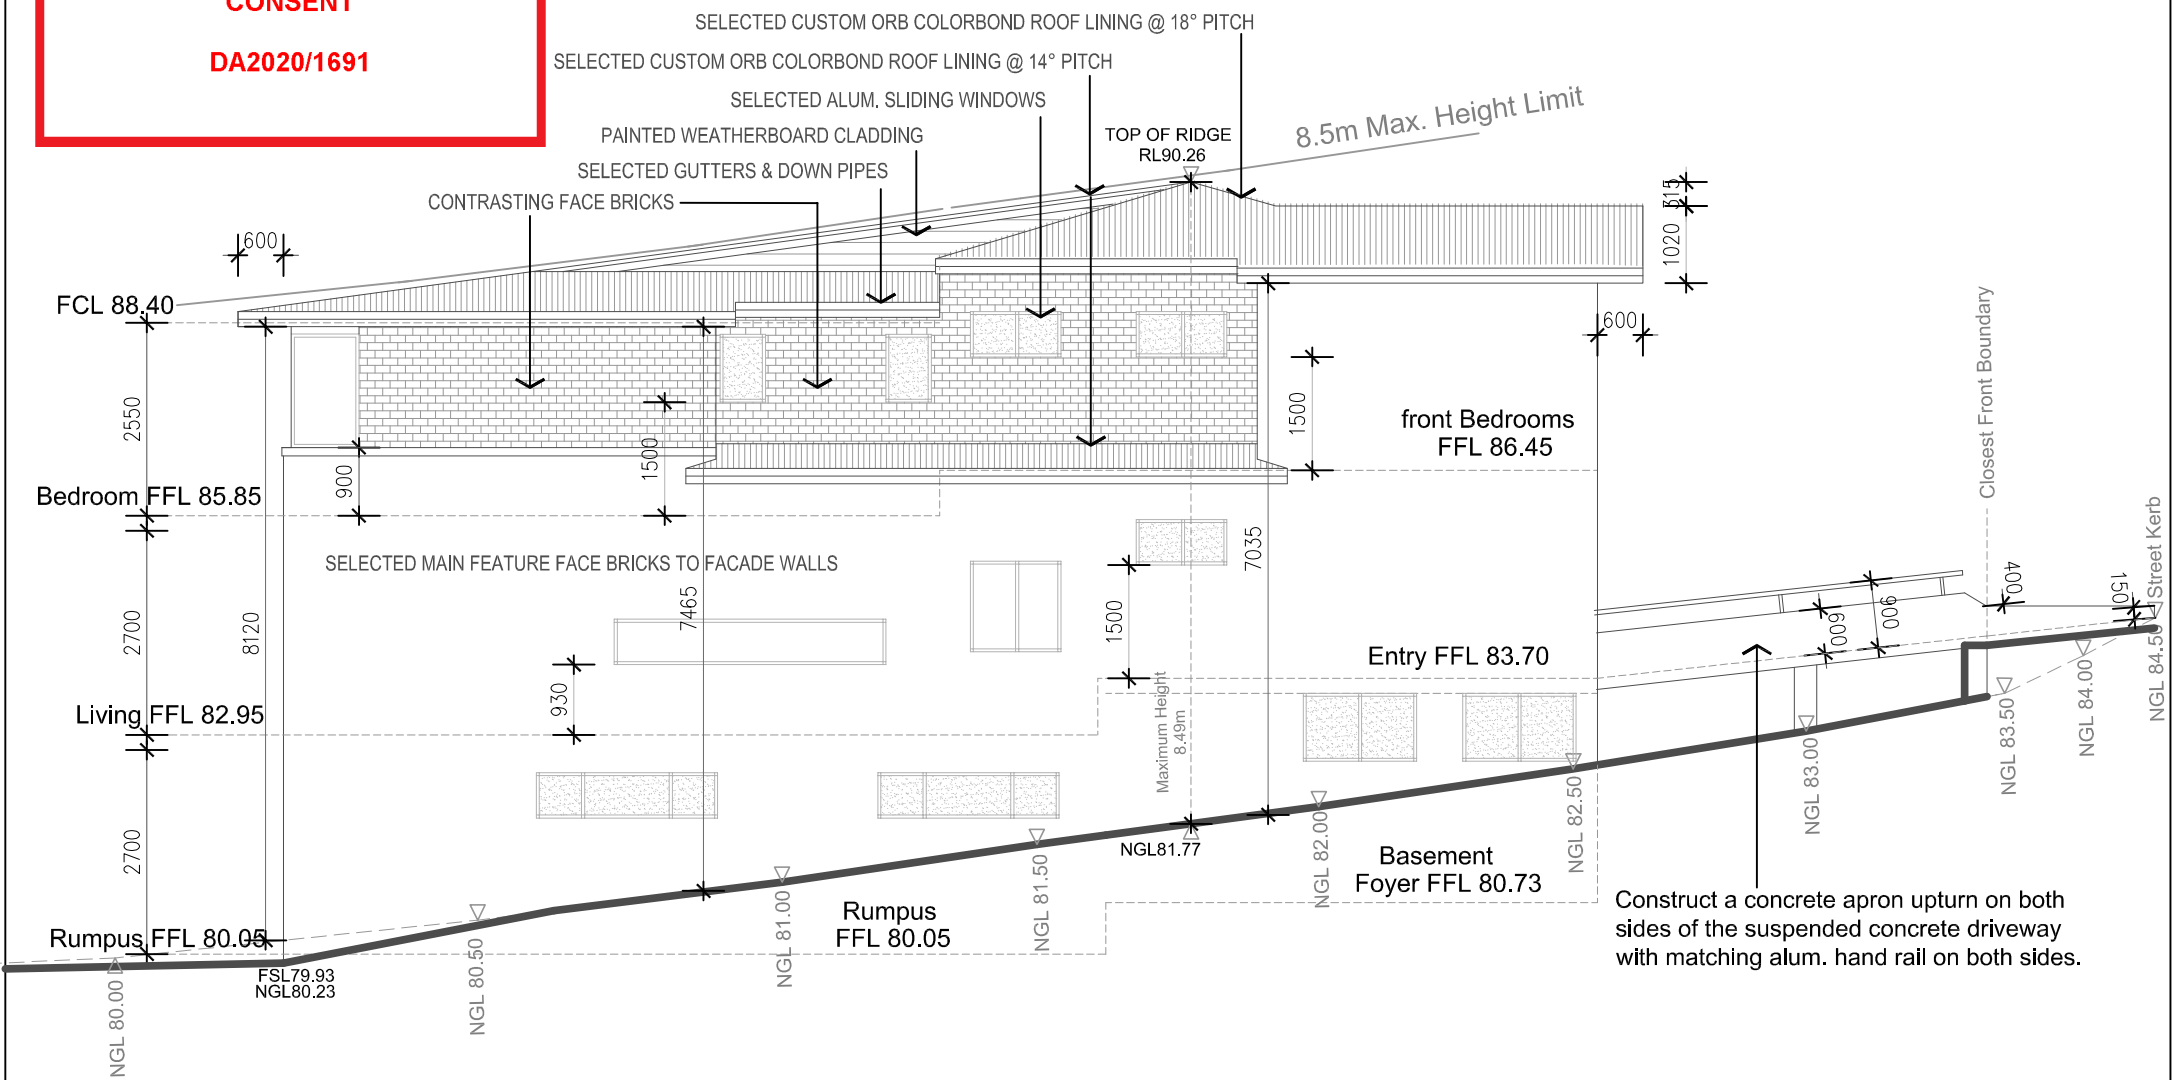 CONSENT
DA2020/1691
SELECTED CUSTOM ORB COLORBOND ROOF LINING @ 18° PITCH
SELECTED CUSTOM ORB COLORBOND ROOF LINING @ 14° PITCH
SELECTED ALUM. SLIDING WINDOWS
PAINTED WEATHERBOARD CLADDING
SELECTED GUTTERS & DOWN PIPES
CONTRASTING FACE BRICKS
TOP OF RIDGE
RL90.26
8.5m Max. Height Limit
315
1020
600
600
FCL 88.40
2550
900
1500
1500
front Bedrooms
FFL 86.45
Closest Front Boundary
Bedroom FFL 85.85
SELECTED MAIN FEATURE FACE BRICKS TO FACADE WALLS
7035
7465
8120
2700
1500
930
400
150
Street Kerb
900
600
Entry FFL 83.70
Maximum Height
8.49m
Living FFL 82.95
2700
NGL 84.50
NGL 84.00
NGL 83.50
NGL 83.00
NGL 82.50
NGL 82.00
NGL81.77
NGL 81.50
NGL 81.00
NGL 80.50
NGL 80.00
Basement
Foyer FFL 80.73
Rumpus
FFL 80.05
Rumpus FFL 80.05
FSL79.93
NGL80.23
Construct a concrete apron upturn on both
sides of the suspended concrete driveway
with matching alum. hand rail on both sides.